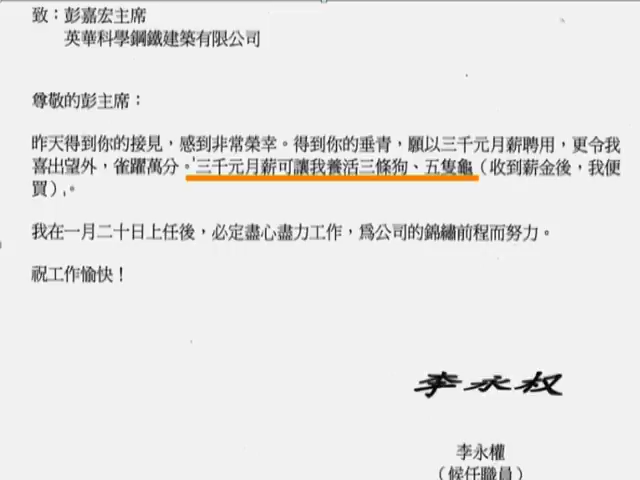 致：彭嘉宏主席
英華科學鋼鐵建築有限公司
尊敬的彭主席：
昨天得到你的接見，感到非常榮幸。得到你的垂青，願以三千元月薪聘用，更令我
喜出望外，雀躍萬分。三千元月薪可讓我養活三條狗、五隻龜（收到薪金後，我便
買）。
我在一月二十日上任後，必定盡心盡力工作，為公司的錦繡前程而努力。
祝工作愉快！
李永权
李永權
（候任職員）